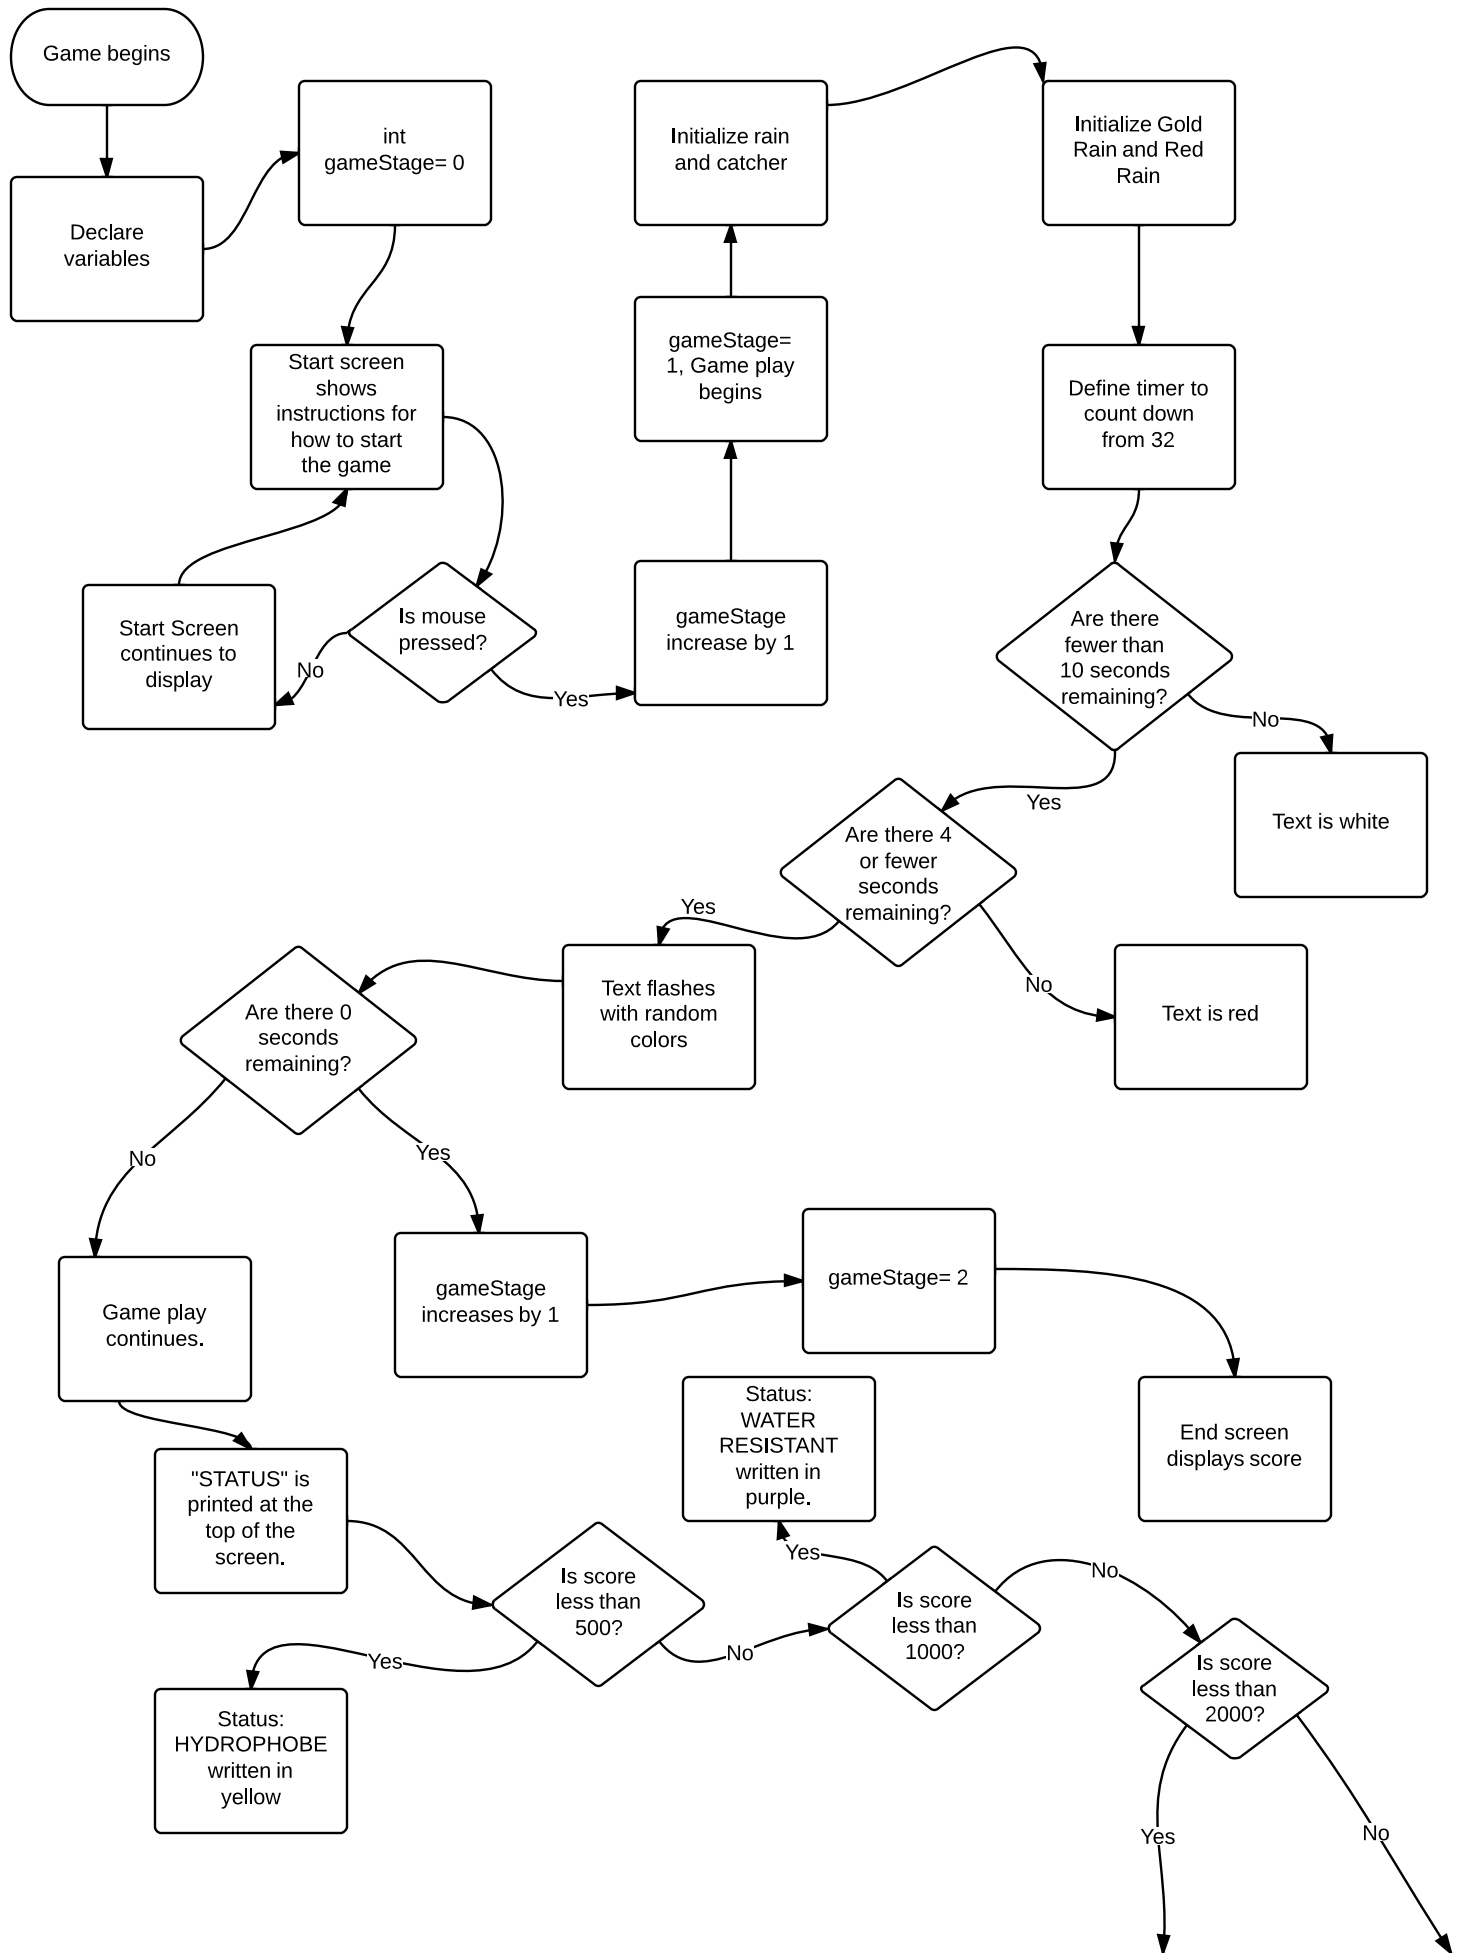 Game begins
Declare
variables
int
gameStage= 0
Start screen
shows
instructions for
how to start
the game
Is mouse
pressed?
No
Start Screen
continues to
display
Yes
gameStage
increase by 1
gameStage=
1, Game play
begins
Initialize rain
and catcher
Initialize Gold
Rain and Red
Rain
Define timer to
count down
from 32
Are there
fewer than
10 seconds
remaining?
No
Text is white
Yes
Are there 4
or fewer
seconds
remaining?
No
Text is red
Yes
Text flashes
with random
colors
Are there 0
seconds
remaining?
Yes
gameStage
increases by 1
gameStage= 2
End screen
displays score
No
Game play
continues.
"STATUS" is
printed at the
top of the
screen.
Is score
less than
500?
Yes
Status:
HYDROPHOBE
written in
yellow
No
Is score
less than
1000?
Yes
Status:
WATER
RESISTANT
written in
purple.
No
Is score
less than
2000?
Yes
No